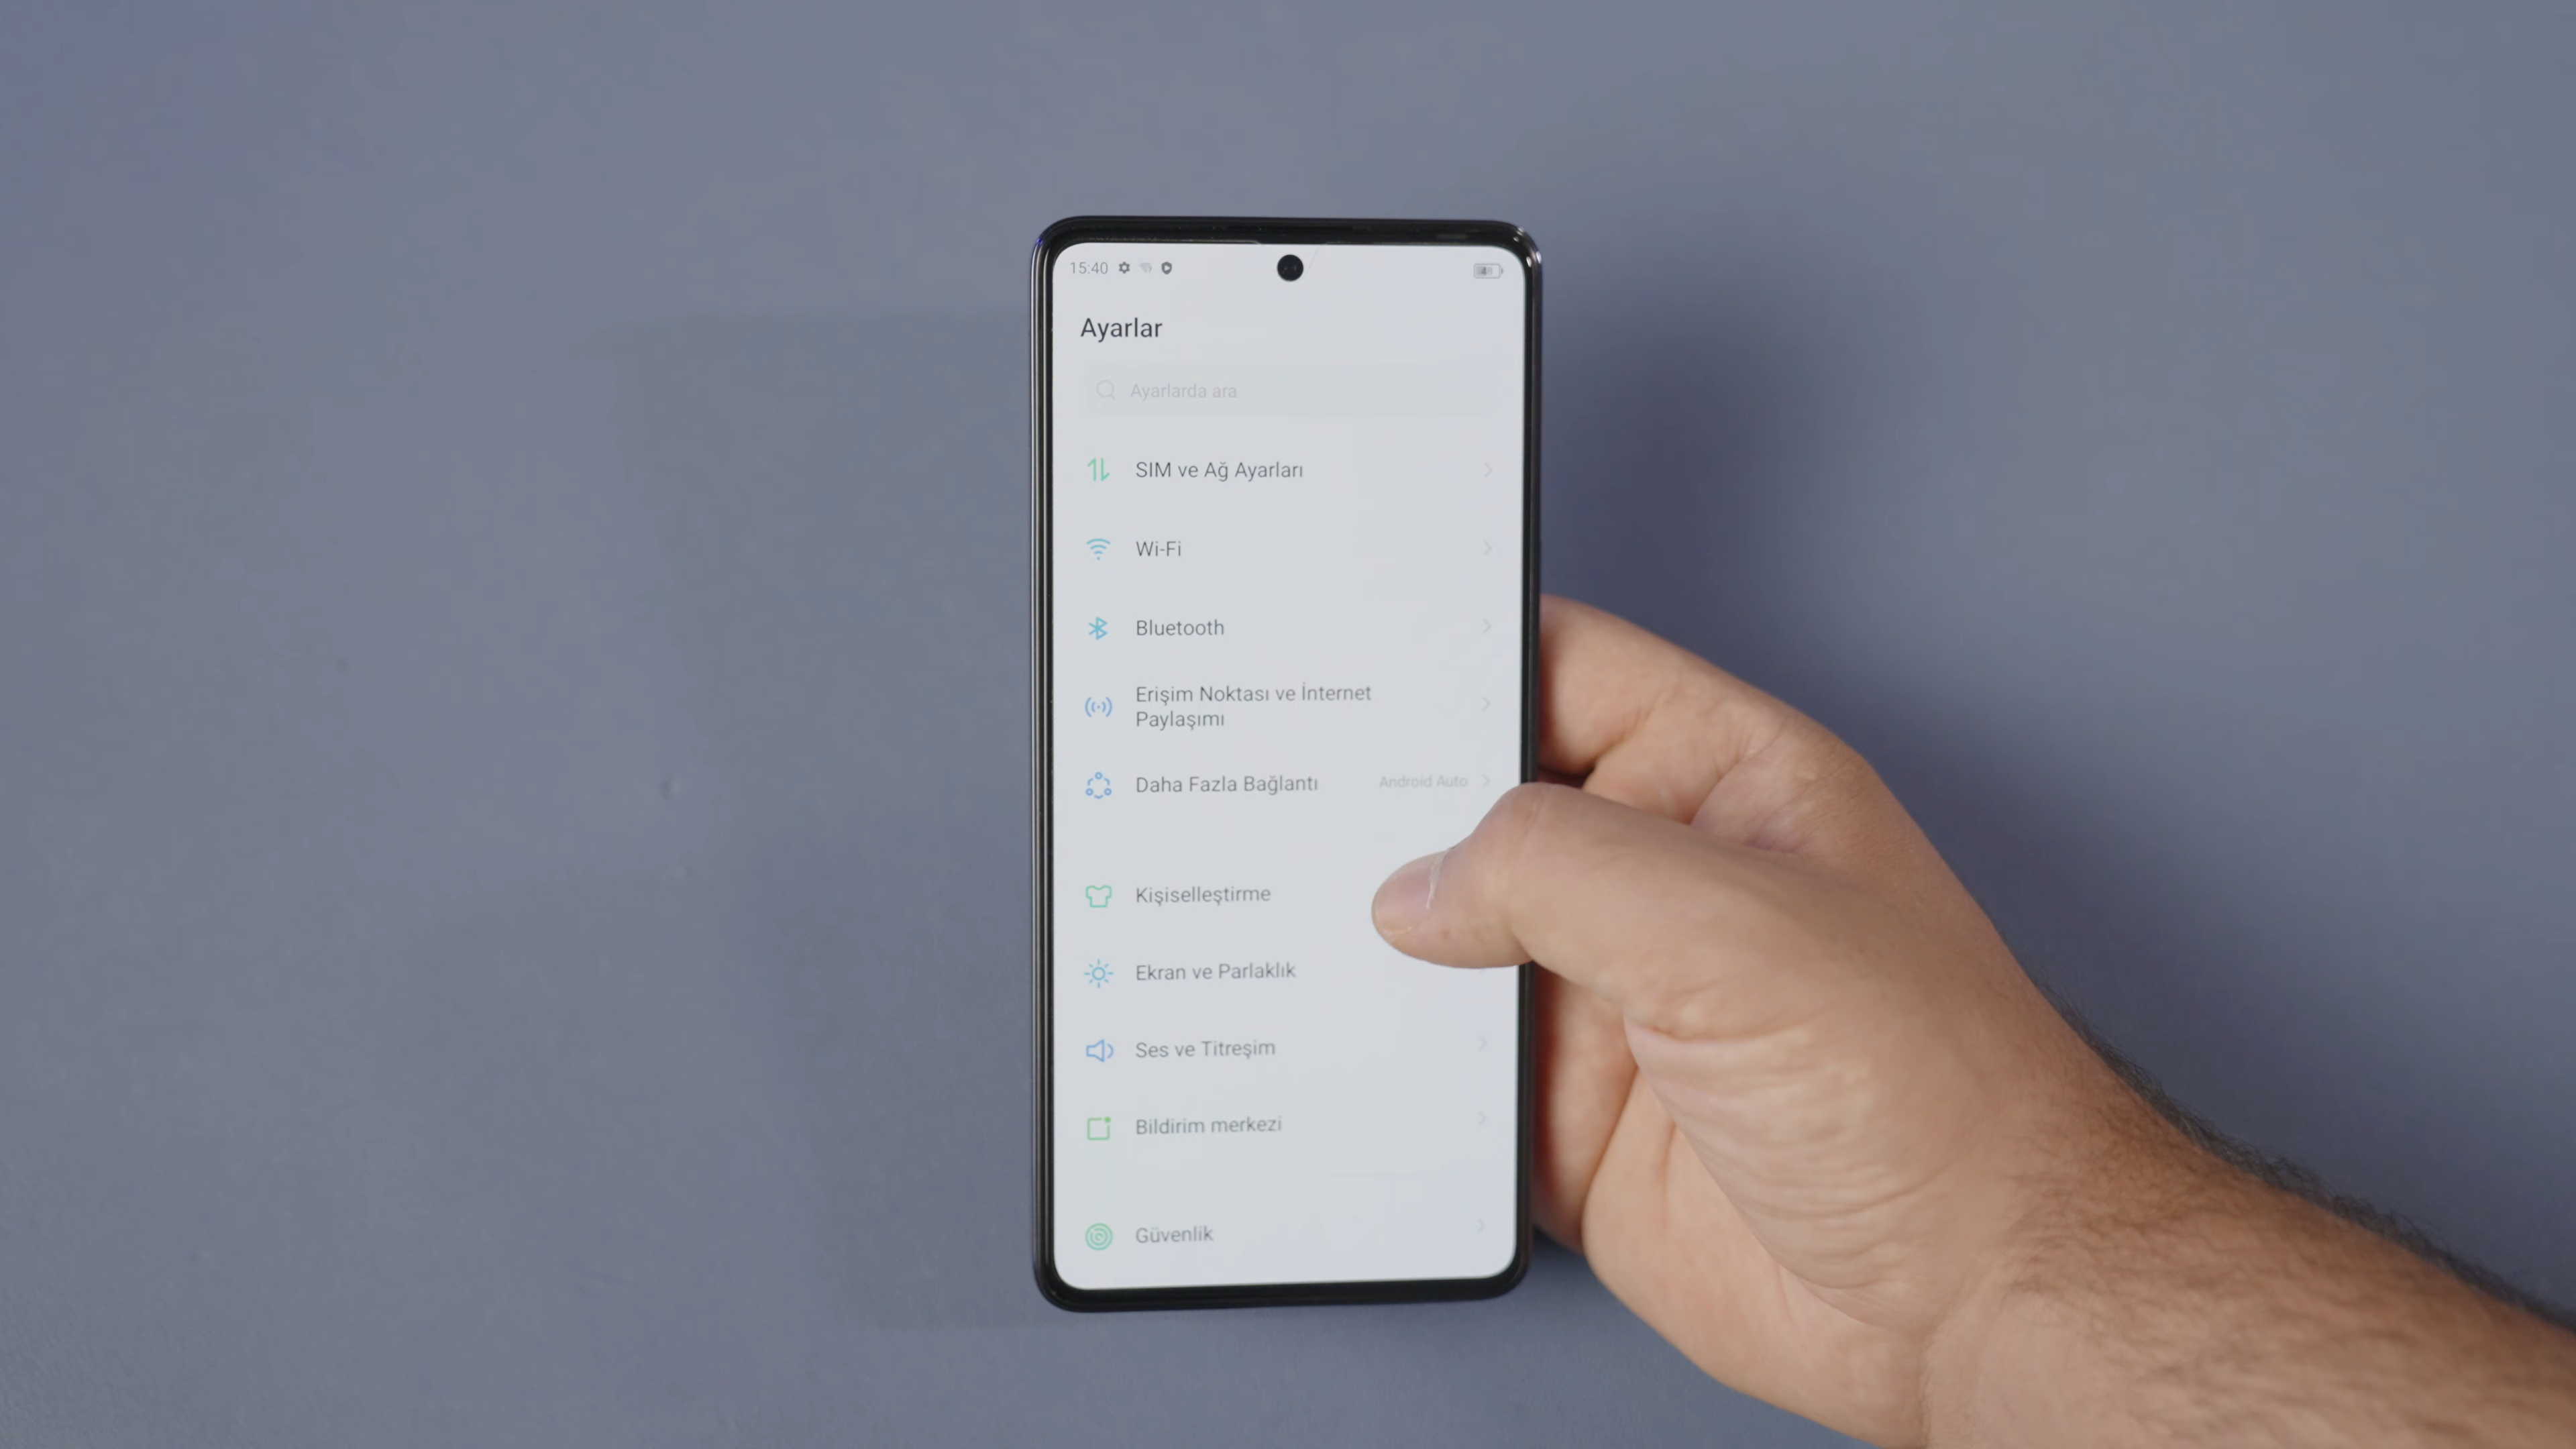 15:40
Ayarlar
Ayarlarda ara
SIM ve Ağ Ayarları
Wi-Fi
Bluetooth
Erişim Noktası ve İnternet
Paylaşımı
Daha Fazla Bağlantı Android Auto
Kişiselleştirme
Ekran ve Parlaklık
Ses ve Titreşim
Bildirim merkezi
Güvenlik